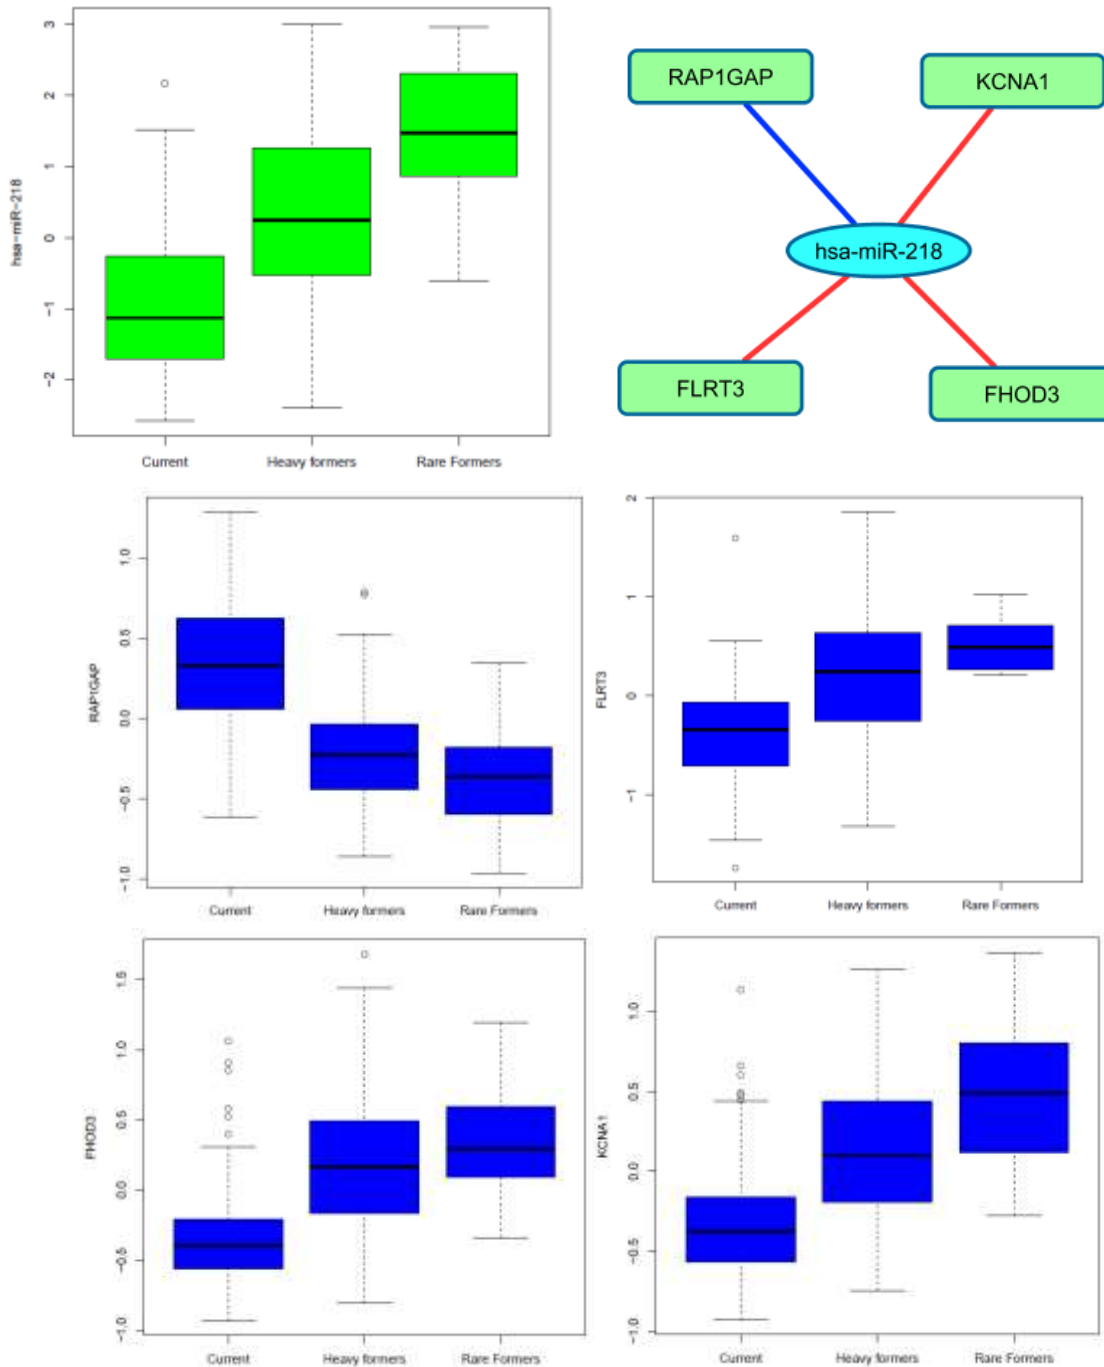 hsa-miR-218
3
2
1
0
−1
−2
Current
Heavy formers
Rare Formers
RAP1GAP
KCNA1
hsa-miR-218
FLRT3
FHOD3
RAP1GAP
1.0
0.5
0.0
−0.5
−1.0
Current
Heavy formers
Rare Formers
FLRT3
2
1
0
−1
Current
Heavy formers
Rare Formers
FHOD3
1.5
1.0
0.5
0.0
−0.5
−1.0
Current
Heavy formers
Rare Formers
KCNA1
1.0
0.5
0.0
−0.5
−1.0
Current
Heavy formers
Rare Formers